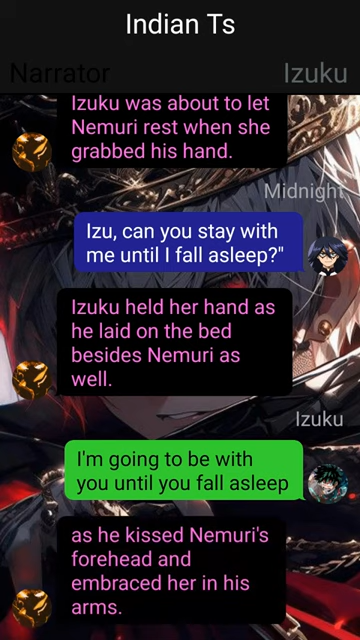 Indian Ts
Narrator
Izuku
Izuku was about to let
Nemuri rest when she
grabbed his hand.
Midnight
Izu, can you stay with
me until I fall asleep?"
Izuku held her hand as
he laid on the bed
besides Nemuri as
well.
Izuku
I'm going to be with
you until you fall asleep
as he kissed Nemuri's
forehead and
embraced her in his
arms.